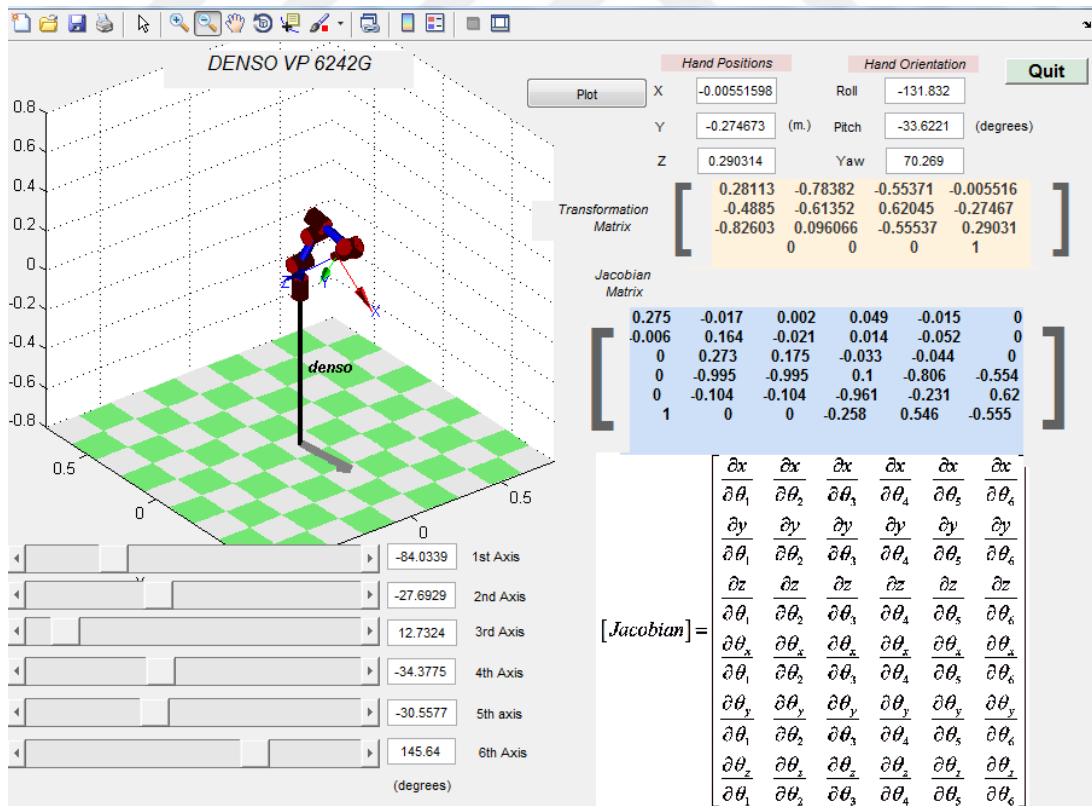 DENSO VP 6242G
Hand Positions
Hand Orientation
Quit
Plot
X -0.00551598 Roll -131.832
Y -0.274673 (m.) Pitch -33.6221 (degrees)
Z 0.290314 Yaw 70.269
Transformation
Matrix
0.28113 -0.78382 -0.55371 -0.005516
-0.4885 -0.61352 0.62045 -0.27467
-0.82603 0.096066 -0.55537 0.29031
0 0 0 1
Jacobian
Matrix
0.275 -0.017 0.002 0.049 -0.015 0
-0.006 0.164 -0.021 0.014 -0.052 0
0 0.273 0.175 -0.033 -0.044 0
0 -0.995 -0.995 0.1 -0.806 -0.554
0 -0.104 -0.104 -0.961 -0.231 0.62
1 0 0 -0.258 0.546 -0.555
0.8
0.6
0.4
0.2
0
-0.2
-0.4
-0.6
-0.8
0.5
0
0
0.5
Z
Y
X
denso
-84.0339 1st Axis
-27.6929 2nd Axis
12.7324 3rd Axis
-34.3775 4th Axis
-30.5577 5th axis
145.64 6th Axis
(degrees)
[Jacobian] =
∂x/∂θ₁ ∂x/∂θ₂ ∂x/∂θ₃ ∂x/∂θ₄ ∂x/∂θ₅ ∂x/∂θ₆
∂y/∂θ₁ ∂y/∂θ₂ ∂y/∂θ₃ ∂y/∂θ₄ ∂y/∂θ₅ ∂y/∂θ₆
∂z/∂θ₁ ∂z/∂θ₂ ∂z/∂θ₃ ∂z/∂θ₄ ∂z/∂θ₅ ∂z/∂θ₆
∂θₓ/∂θ₁ ∂θₓ/∂θ₂ ∂θₓ/∂θ₃ ∂θₓ/∂θ₄ ∂θₓ/∂θ₅ ∂θₓ/∂θ₆
∂θy/∂θ₁ ∂θy/∂θ₂ ∂θy/∂θ₃ ∂θy/∂θ₄ ∂θy/∂θ₅ ∂θy/∂θ₆
∂θz/∂θ₁ ∂θz/∂θ₂ ∂θz/∂θ₃ ∂θz/∂θ₄ ∂θz/∂θ₅ ∂θz/∂θ₆